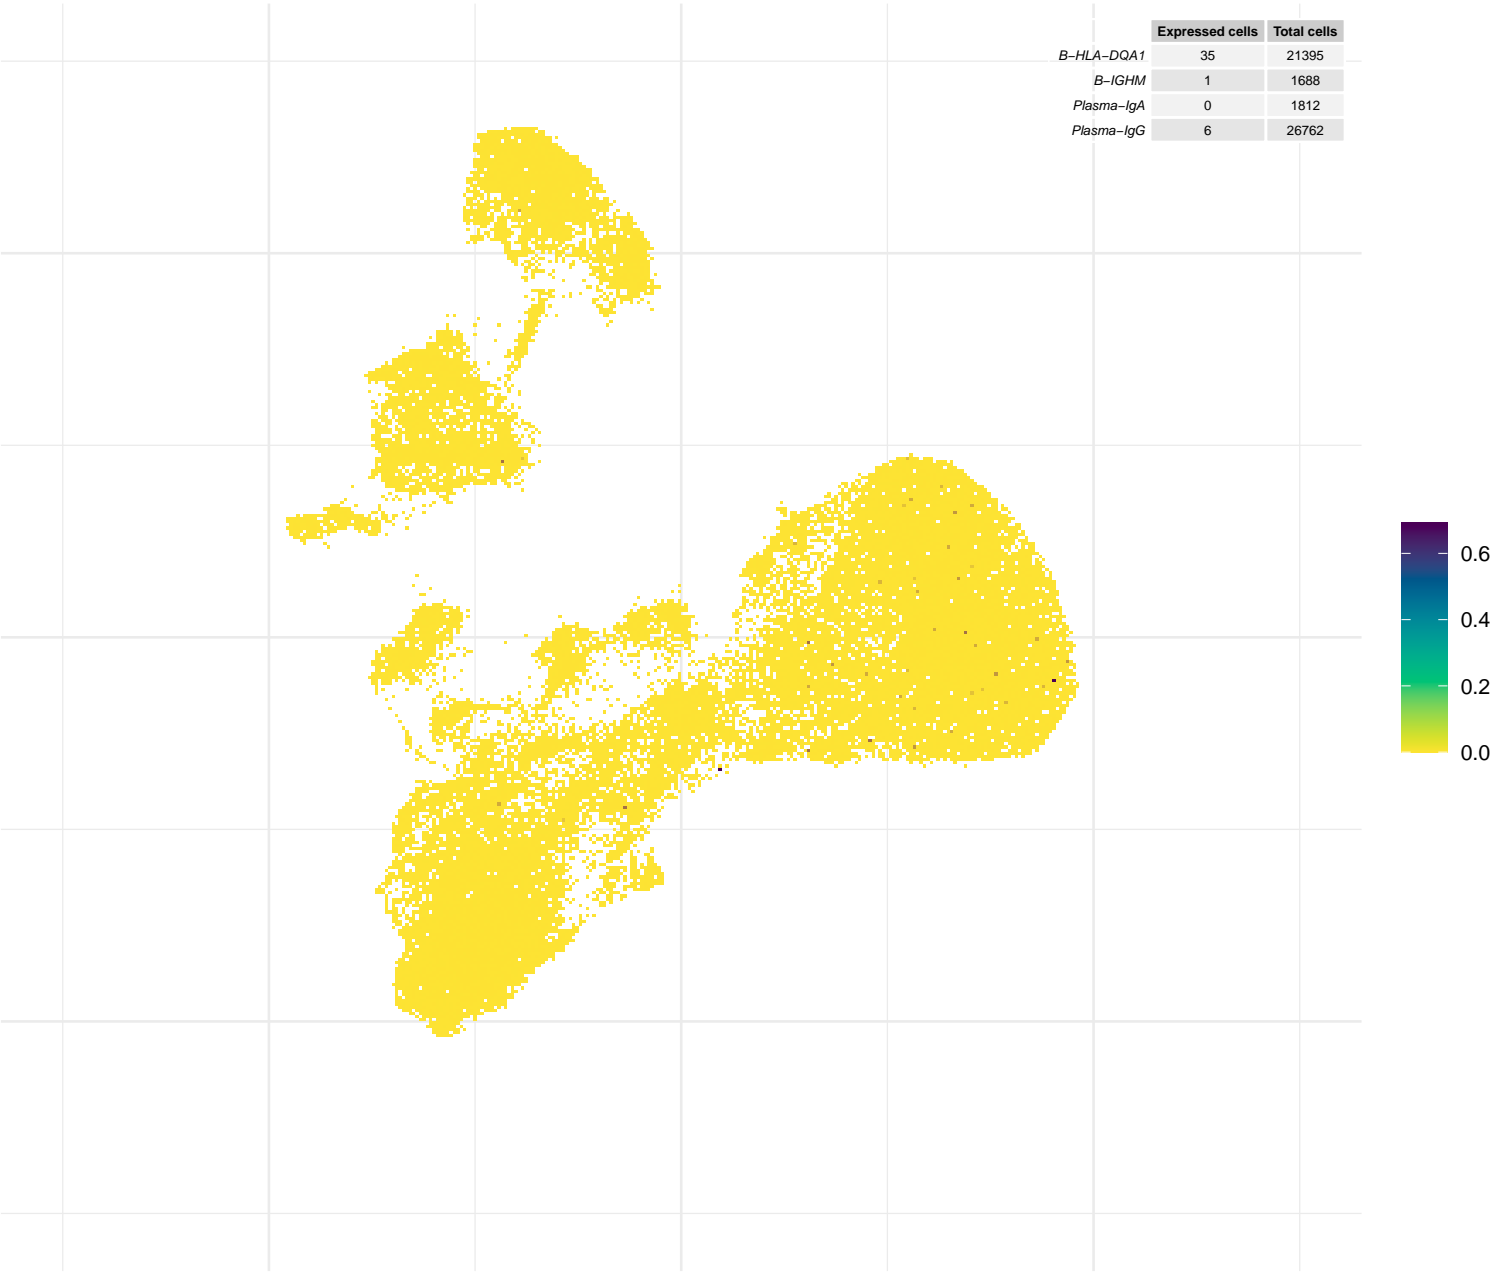 Expressed cells Total cells
B−HLA−DQA1 35 21395
B−IGHM 1 1688
Plasma−IgA 0 1812
Plasma−IgG 6 26762
0.6
0.4
0.2
0.0